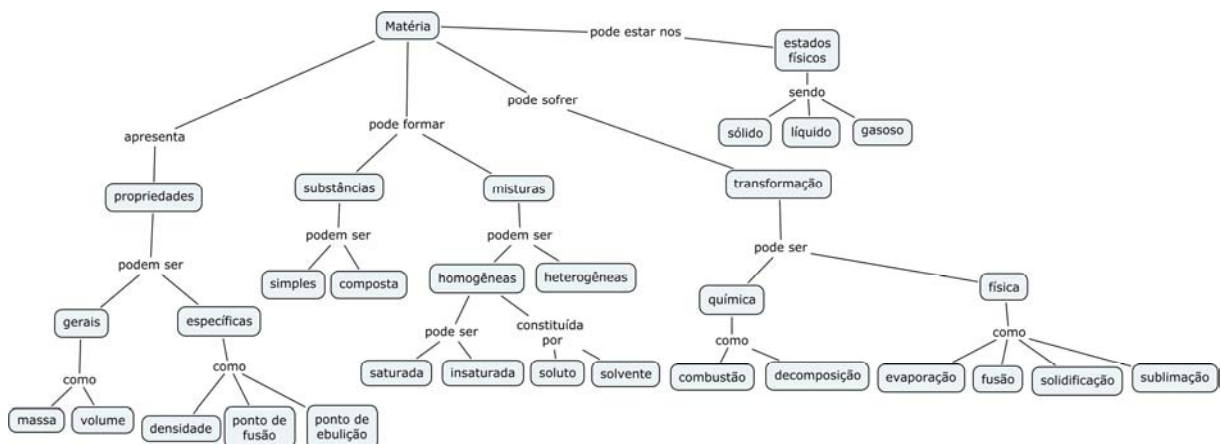 Matéria
pode estar nos
estados
físicos
sendo
sólido
líquido
gasoso
pode sofrer
pode formar
apresenta
propriedades
substâncias
misturas
transformação
podem ser
podem ser
podem ser
pode ser
simples
composta
homogêneas
heterogêneas
química
física
gerais
específicas
pode ser
constituída
por
como
como
saturada
insaturada
soluto
solvente
combustão
decomposição
evaporação
fusão
solidificação
sublimação
como
como
massa
volume
densidade
ponto de
fusão
ponto de
ebulição